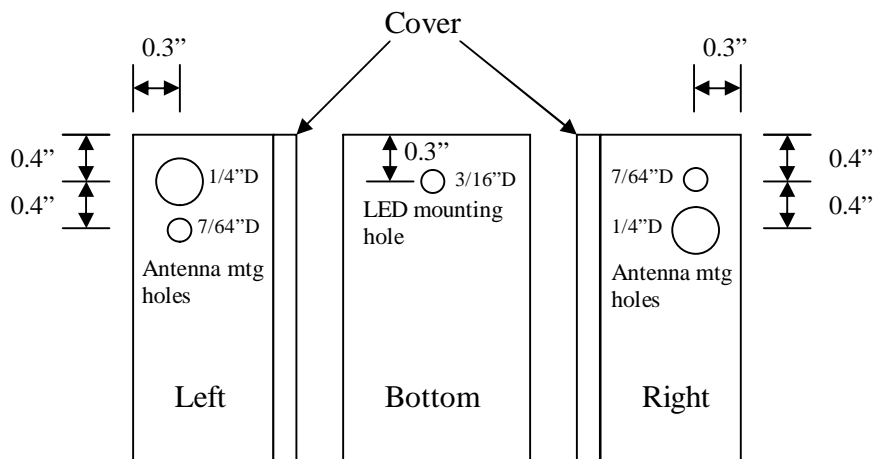 Cover
0.3”
0.3”
0.4”
0.4”
1/4”D
7/64”D
Antenna mtg
holes
0.3”
3/16”D
LED mounting
hole
7/64”D
1/4”D
Antenna mtg
holes
0.4”
0.4”
Left
Bottom
Right